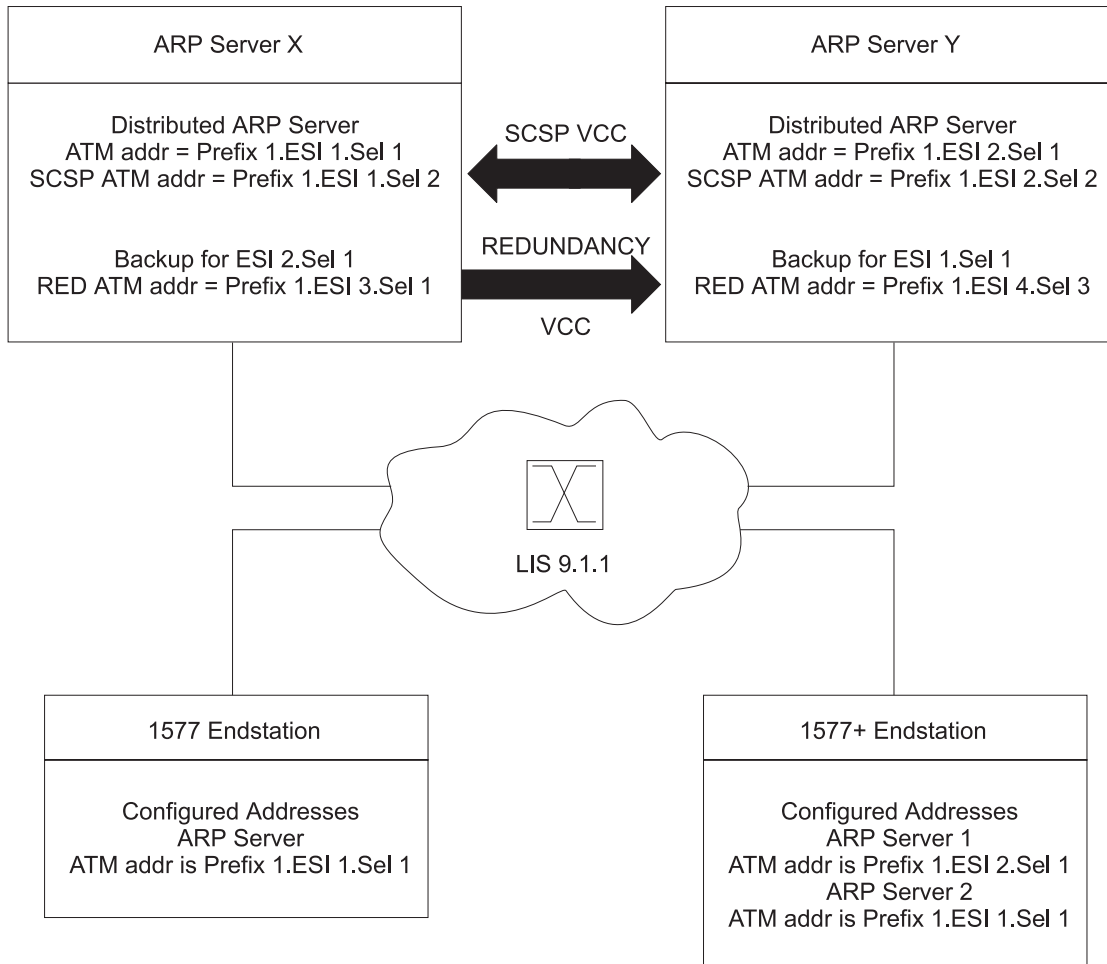 ARP Server X
Distributed ARP Server
ATM addr = Prefix 1.ESI 1.Sel 1
SCSP ATM addr = Prefix 1.ESI 1.Sel 2
Backup for ESI 2.Sel 1
RED ATM addr = Prefix 1.ESI 3.Sel 1
SCSP VCC
REDUNDANCY
VCC
ARP Server Y
Distributed ARP Server
ATM addr = Prefix 1.ESI 2.Sel 1
SCSP ATM addr = Prefix 1.ESI 2.Sel 2
Backup for ESI 1.Sel 1
RED ATM addr = Prefix 1.ESI 4.Sel 3
LIS 9.1.1
1577 Endstation
Configured Addresses
ARP Server
ATM addr is Prefix 1.ESI 1.Sel 1
1577+ Endstation
Configured Addresses
ARP Server 1
ATM addr is Prefix 1.ESI 2.Sel 1
ARP Server 2
ATM addr is Prefix 1.ESI 1.Sel 1